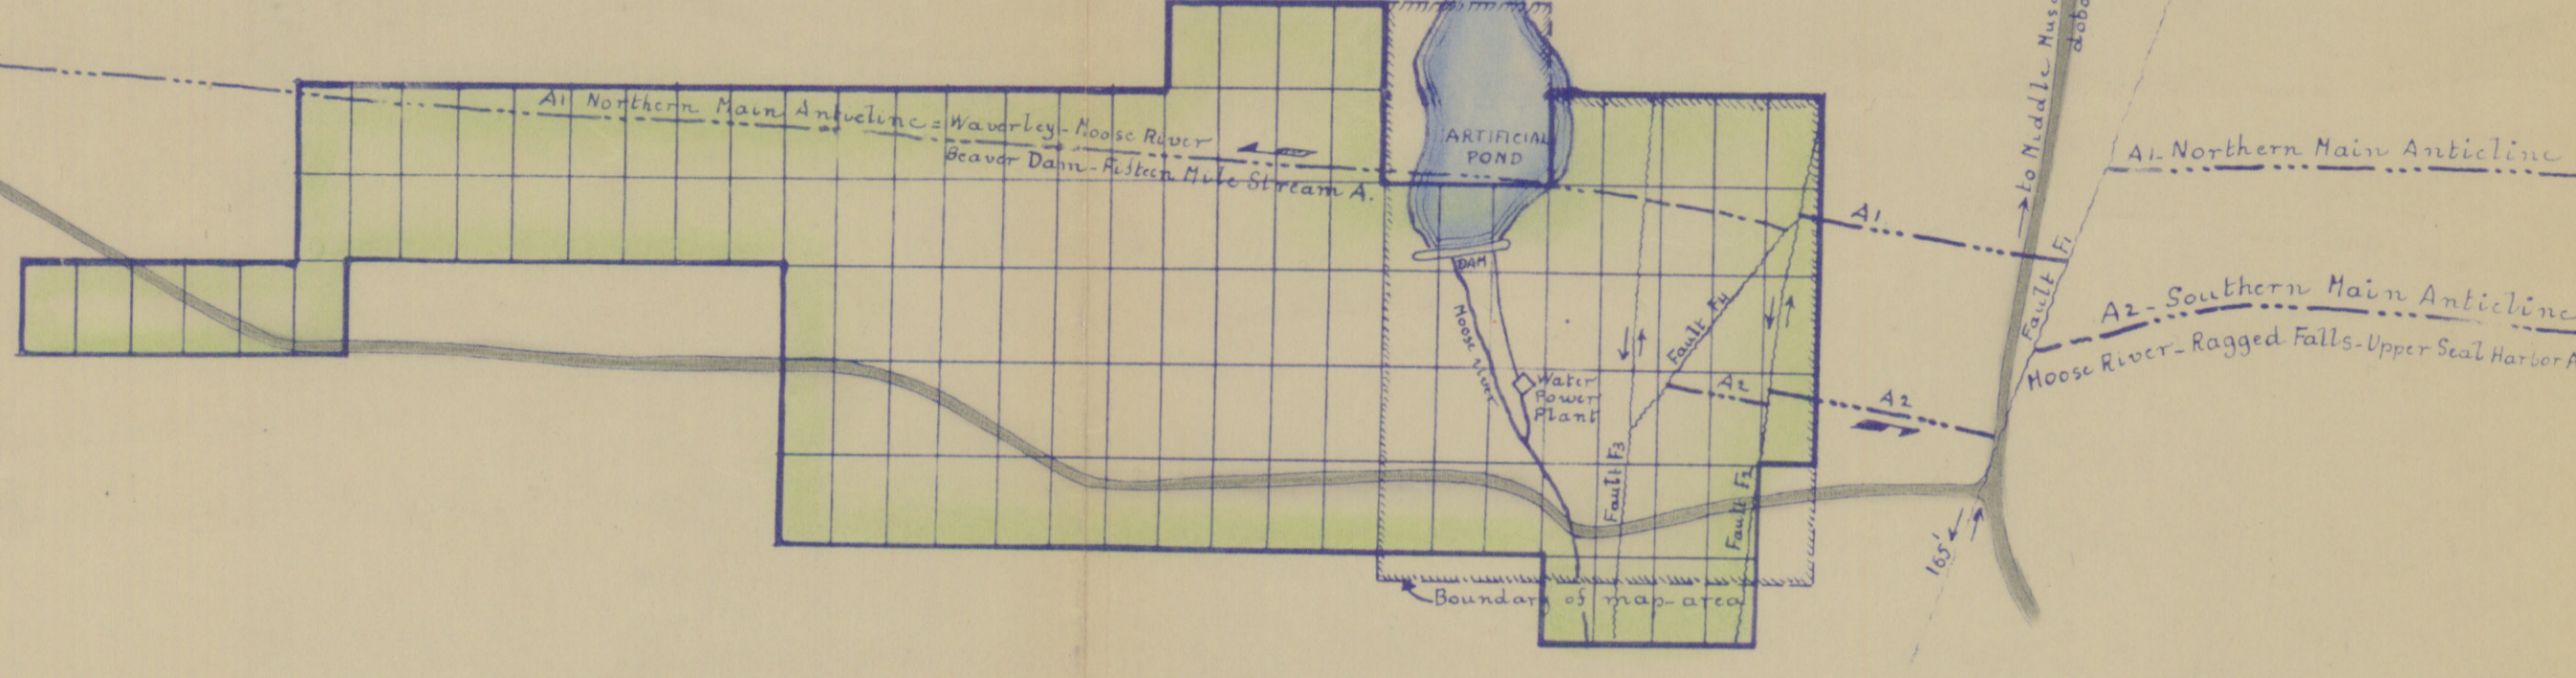 A1 Northern Main Anticline = Waverley - Moose River
Beaver Dam - Fifteen Mile Stream A.
ARTIFICIAL
POND
DAM
Moose River
Water
Power
Plant
Fault F4
Fault F3
Fault F2
A2
A1
A2
→ to Middle
Fault F1
165'
A1 - Northern Main Anticline
A2 - Southern Main Anticline
Moose River - Ragged Falls - Upper Seal Harbor A
Boundary of map-area